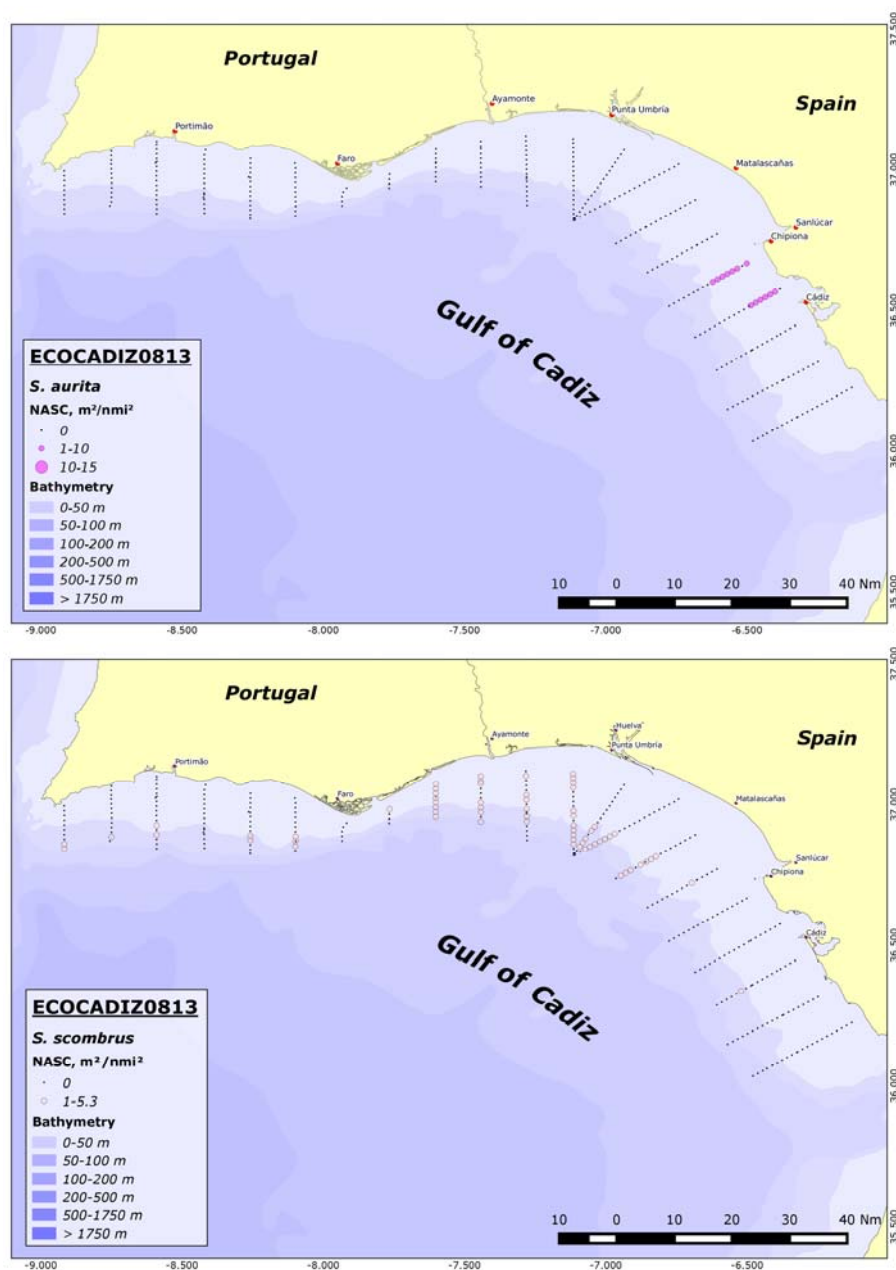 37.500
Portugal
Spain
Ayamonte
Punta Umbría
Portimão
Faro
37.000
Matalascañas
Sanlúcar
Chipiona
Cádiz
36.500
Gulf of Cadiz
ECOCADIZ0813
S. aurita
NASC, m²/nmi²
0
1-10
10-15
Bathymetry
0-50 m
50-100 m
100-200 m
200-500 m
500-1750 m
> 1750 m
36.000
10 0 10 20 30 40 Nm
35.500
-9.000 -8.500 -8.000 -7.500 -7.000 -6.500
37.500
Portugal
Spain
Huelva
Ayamonte
Punta Umbría
Portimão
Faro
37.000
Matalascañas
Sanlúcar
Chipiona
Cádiz
36.500
Gulf of Cadiz
ECOCADIZ0813
S. scombrus
NASC, m²/nmi²
0
1-5.3
Bathymetry
0-50 m
50-100 m
100-200 m
200-500 m
500-1750 m
> 1750 m
36.000
10 0 10 20 30 40 Nm
35.500
-9.000 -8.500 -8.000 -7.500 -7.000 -6.500